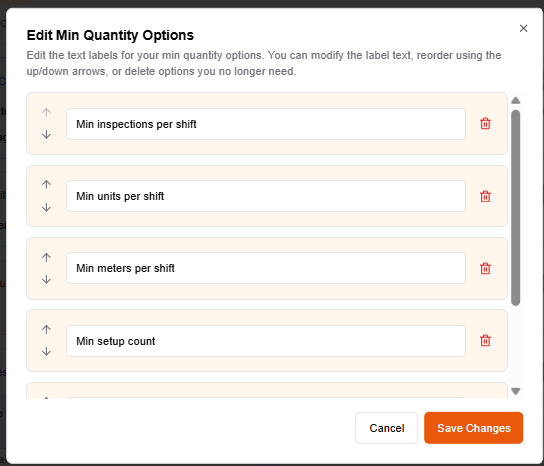 Edit Min Quantity Options
Edit the text labels for your min quantity options. You can modify the label text, reorder using the
up/down arrows, or delete options you no longer need.
Min inspections per shift
Min units per shift
Min meters per shift
Min setup count
Cancel
Save Changes